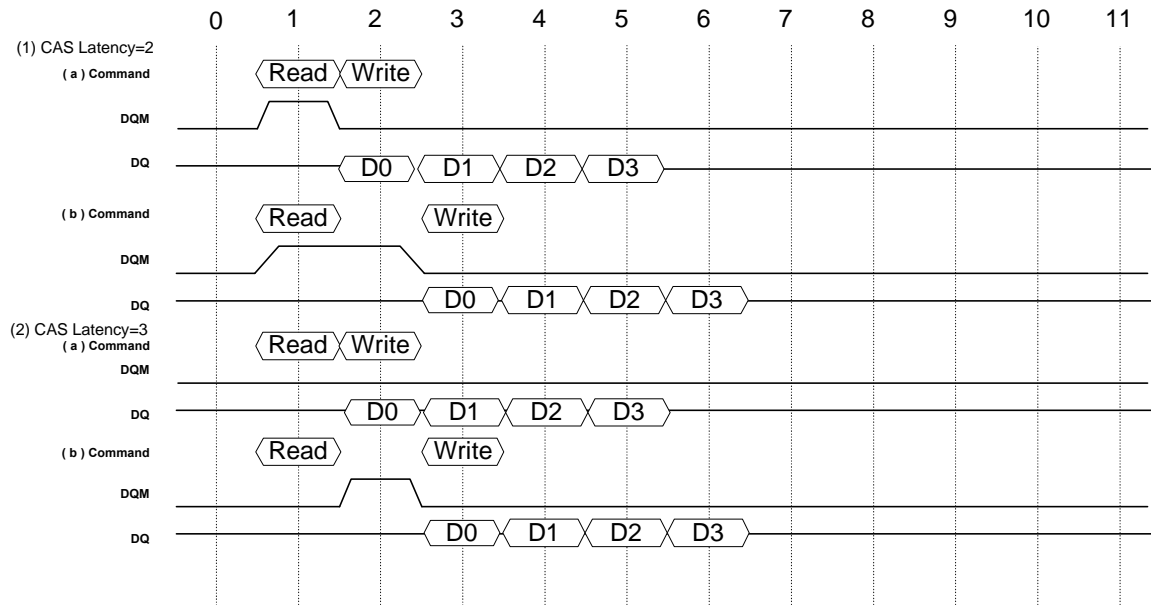 0 1 2 3 4 5 6 7 8 9 10 11
(1) CAS Latency=2
( a ) Command Read Write
DQM
DQ D0 D1 D2 D3
( b ) Command Read Write
DQM
DQ D0 D1 D2 D3
(2) CAS Latency=3
( a ) Command Read Write
DQM
DQ D0 D1 D2 D3
( b ) Command Read Write
DQM
DQ D0 D1 D2 D3